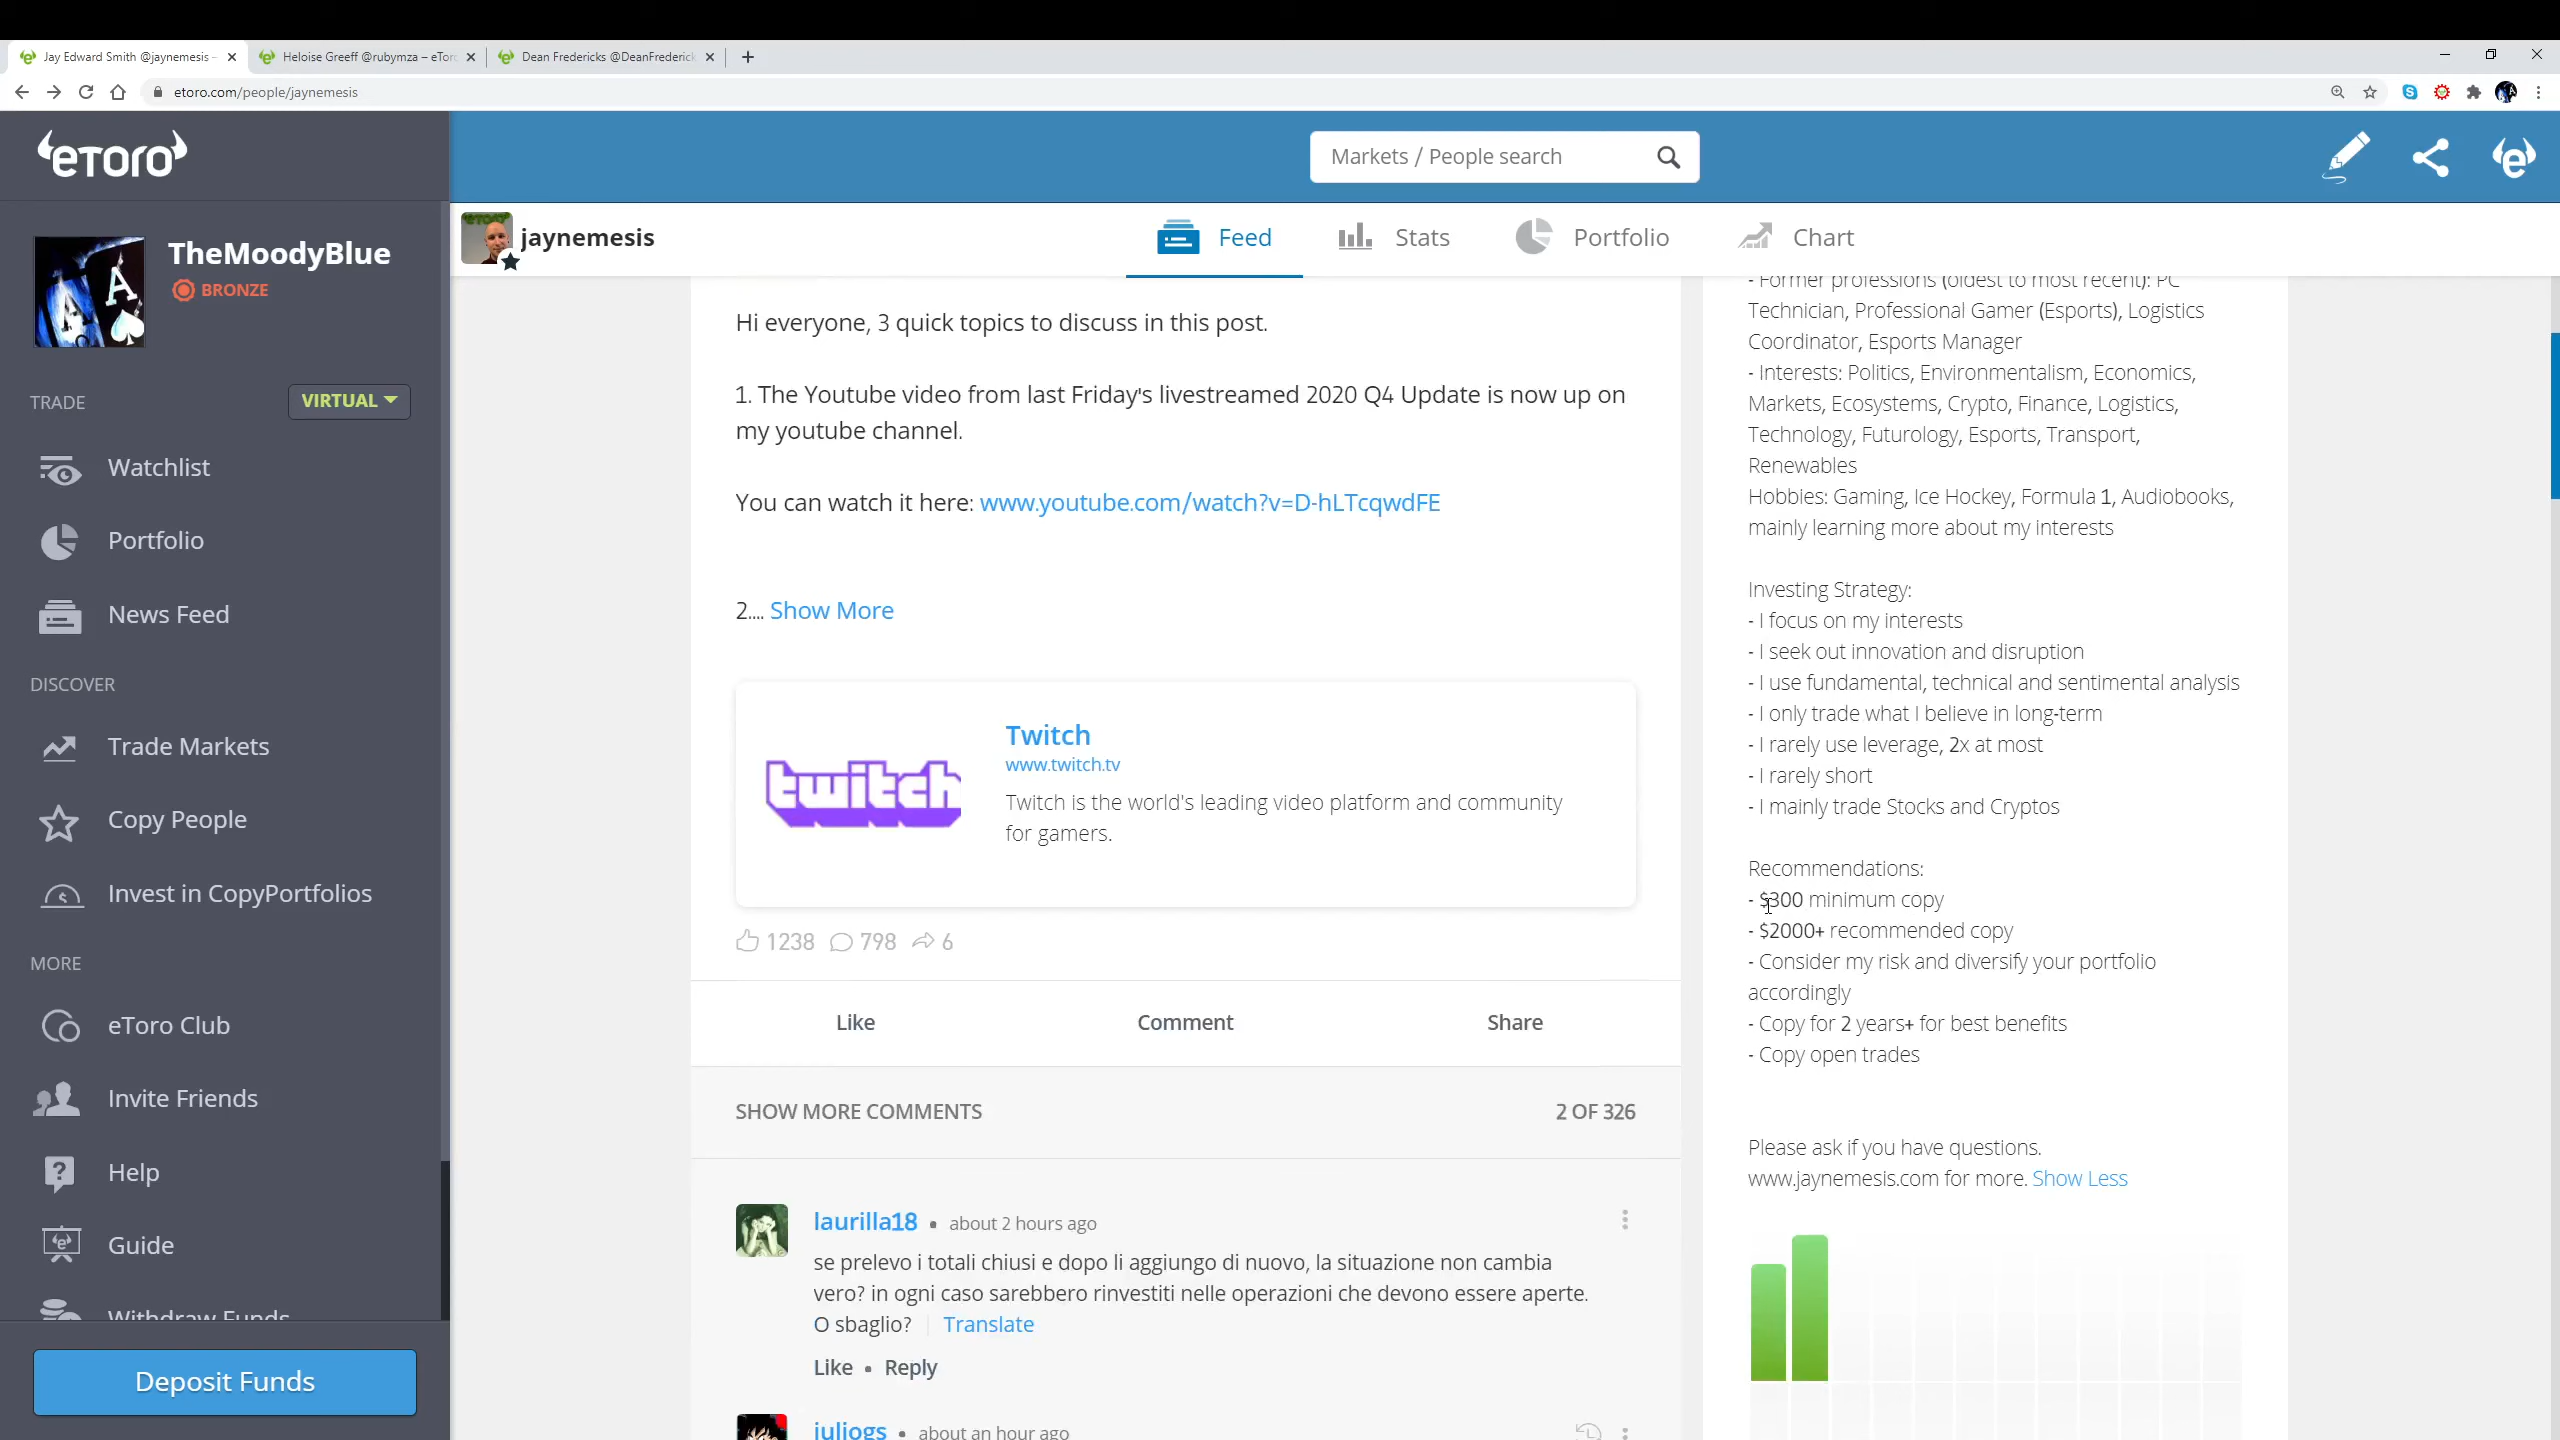 Jay Edward Smith @jaynemesis –
Heloise Greeff @rubymza – eToro
Dean Fredericks @DeanFrederick
etoro.com/people/jaynemesis
eToro
Markets / People search
TheMoodyBlue
BRONZE
TRADE
VIRTUAL
Watchlist
Portfolio
News Feed
DISCOVER
Trade Markets
Copy People
Invest in CopyPortfolios
MORE
eToro Club
Invite Friends
Help
Guide
Withdraw Funds
Deposit Funds
jaynemesis
Feed
Stats
Portfolio
Chart
Hi everyone, 3 quick topics to discuss in this post.
1. The Youtube video from last Friday's livestreamed 2020 Q4 Update is now up on
my youtube channel.
You can watch it here: www.youtube.com/watch?v=D-hLTcqwdFE
2.... Show More
twitch
Twitch
www.twitch.tv
Twitch is the world's leading video platform and community
for gamers.
1238 798 6
Like Comment Share
SHOW MORE COMMENTS 2 OF 326
laurilla18 • about 2 hours ago
se prelevo i totali chiusi e dopo li aggiungo di nuovo, la situazione non cambia
vero? in ogni caso sarebbero rinvestiti nelle operazioni che devono essere aperte.
O sbaglio? Translate
Like • Reply
juliogs • about an hour ago
- Former professions (oldest to most recent): PC
Technician, Professional Gamer (Esports), Logistics
Coordinator, Esports Manager
- Interests: Politics, Environmentalism, Economics,
Markets, Ecosystems, Crypto, Finance, Logistics,
Technology, Futurology, Esports, Transport,
Renewables
Hobbies: Gaming, Ice Hockey, Formula 1, Audiobooks,
mainly learning more about my interests
Investing Strategy:
- I focus on my interests
- I seek out innovation and disruption
- I use fundamental, technical and sentimental analysis
- I only trade what I believe in long-term
- I rarely use leverage, 2x at most
- I rarely short
- I mainly trade Stocks and Cryptos
Recommendations:
- $300 minimum copy
- $2000+ recommended copy
- Consider my risk and diversify your portfolio
accordingly
- Copy for 2 years+ for best benefits
- Copy open trades
Please ask if you have questions.
www.jaynemesis.com for more. Show Less